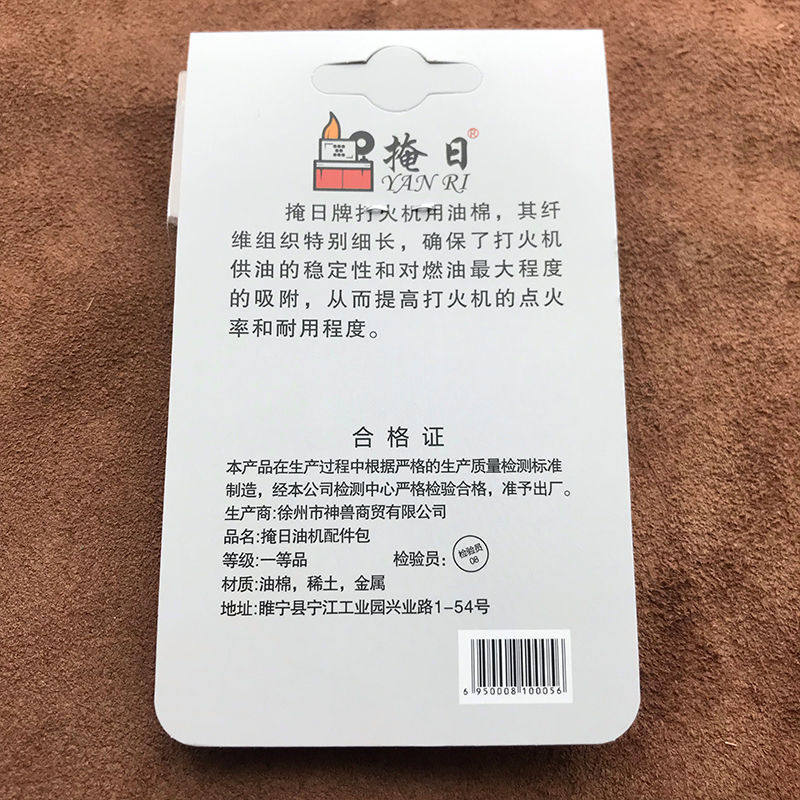 掩日®
YAN RI
掩日牌打火机用油棉，其纤
维组织特别细长，确保了打火机
供油的稳定性和对燃油最大程度
的吸附，从而提高打火机的点火
率和耐用程度。
合格证
本产品在生产过程中根据严格的生产质量检测标准
制造，经本公司检测中心严格检验合格，准予出厂。
生产商:徐州市神兽商贸有限公司
品名:掩日油机配件包
等级:一等品 检验员: 检验员 08
材质:油棉，稀土，金属
地址:睢宁县宁江工业园兴业路1-54号
6 950008 100056